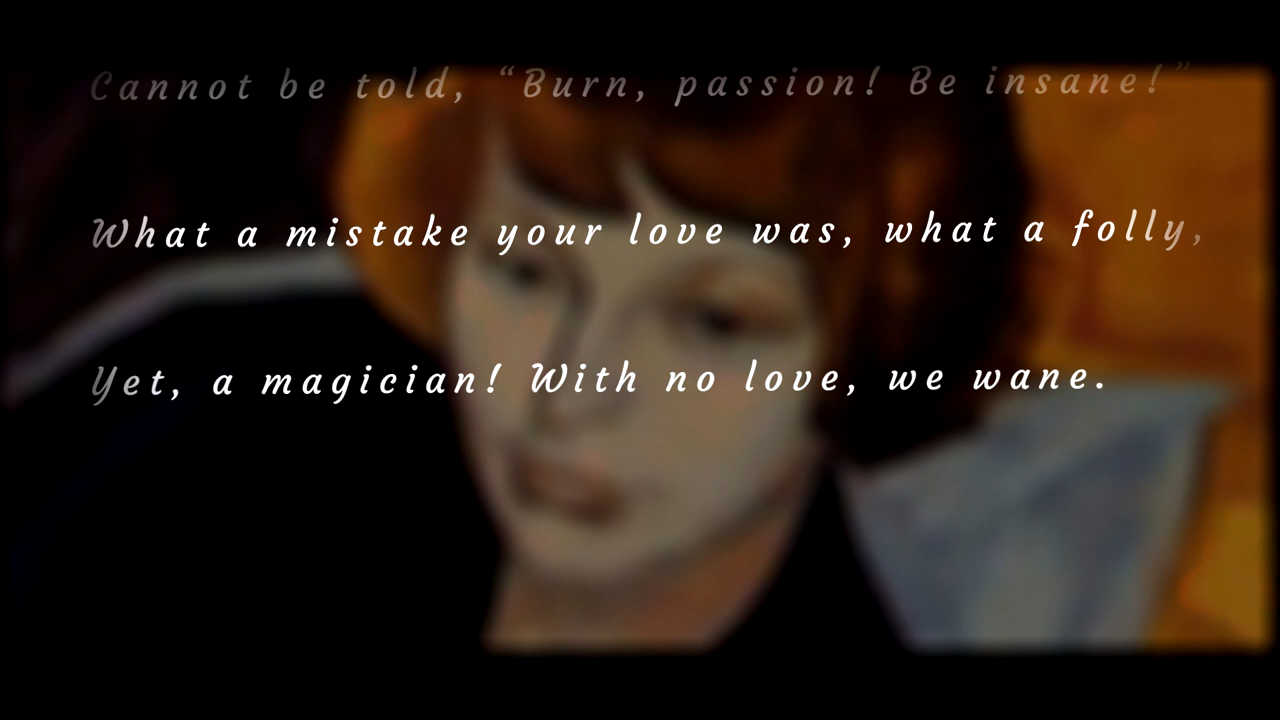 Cannot be told, “Burn, passion! Be insane!”
What a mistake your love was, what a folly,
Yet, a magician! With no love, we wane.